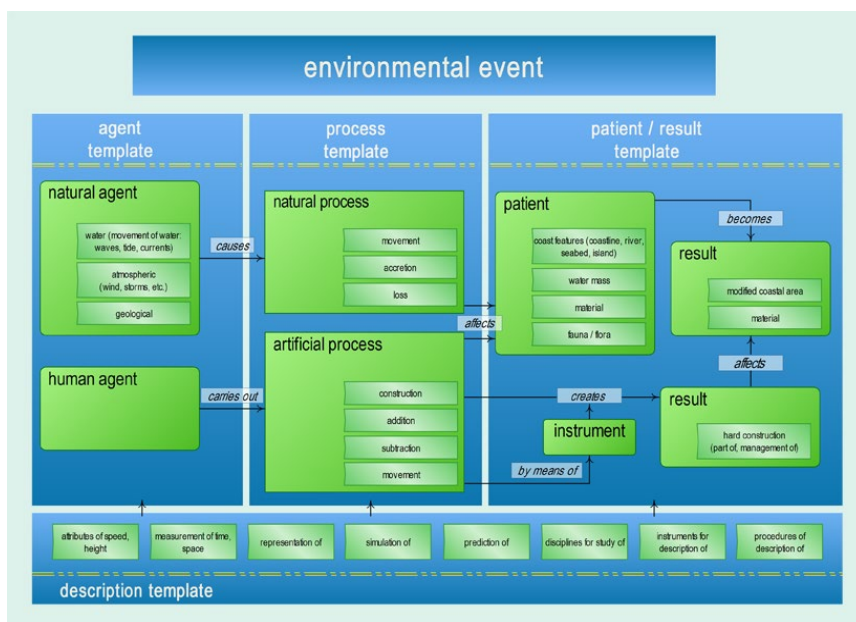 environmental event
agent
template
process
template
patient / result
template
natural agent
water (movement of water:
waves, tide, currents)
atmospheric
(wind, storms, etc.)
geological
causes
human agent
carries out
natural process
movement
accretion
loss
affects
artificial process
construction
addition
subtraction
movement
patient
coast features (coastline, river,
seabed, island)
water mass
material
fauna / flora
becomes
result
modified coastal area
material
affects
creates
result
hard construction
(part of, management of)
instrument
by means of
attributes of speed,
height
measurement of time,
space
representation of
simulation of
prediction of
disciplines for study of
instruments for
description of
procedures of
description of
description template